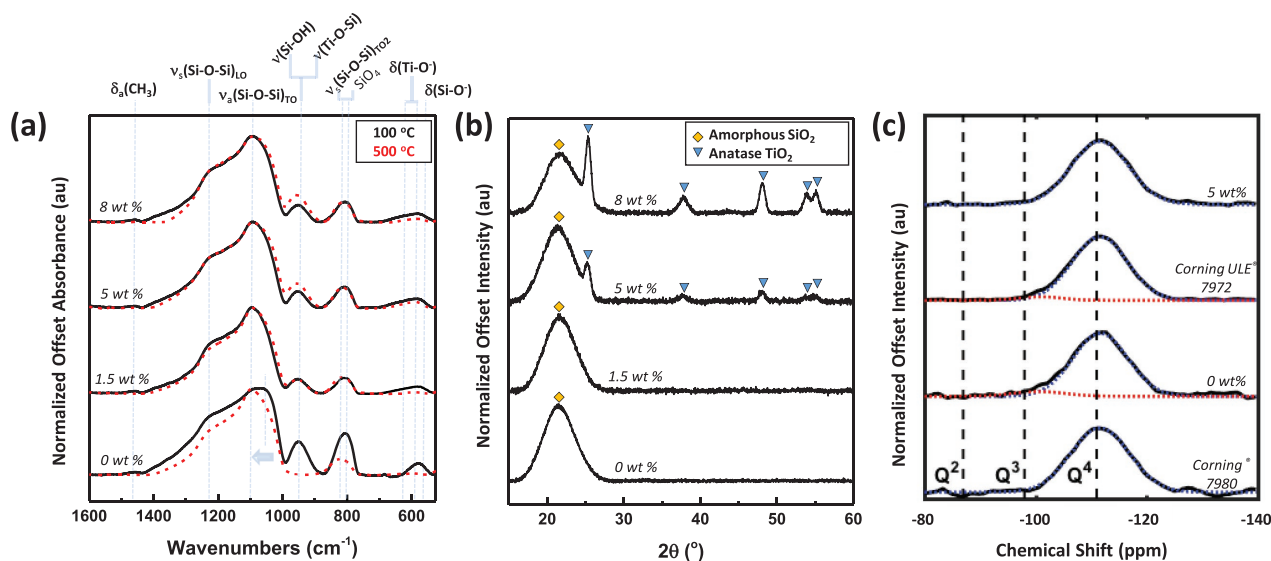 (a)
δa(CH3)
νs(Si-O-Si)LO
νa(Si-O-Si)TO
ν(Si-OH)
ν(Ti-O-Si)
νs(Si-O-Si)TO2
SiO4
δ(Ti-O-)
δ(Si-O-)
100 °C
500 °C
8 wt %
5 wt %
1.5 wt %
0 wt %
Normalized Offset Absorbance (au)
1600 1400 1200 1000 800 600
Wavenumbers (cm-1)
(b)
Amorphous SiO2
Anatase TiO2
8 wt %
5 wt %
1.5 wt %
0 wt %
Normalized Offset Intensity (au)
20 30 40 50 60
2θ (°)
(c)
5 wt%
Corning ULE®
7972
0 wt%
Corning ®
7980
Q2 Q3 Q4
Normalized Offset Intensity (au)
-80 -100 -120 -140
Chemical Shift (ppm)